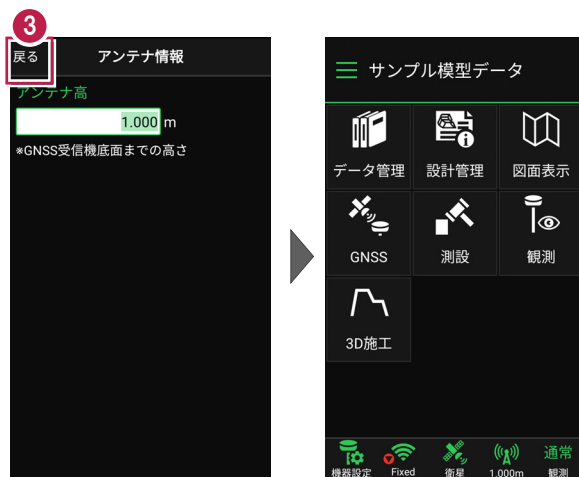 3
戻る アンテナ情報
アンテナ高
1.000 m
※GNSS受信機底面までの高さ
サンプル模型データ
データ管理 設計管理 図面表示
GNSS 測設 観測
3D施工
通常
機器設定 Fixed 衛星 1.000m 観測